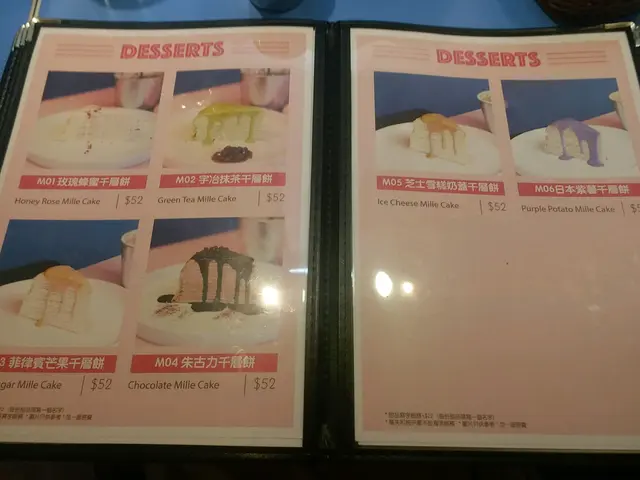 DESSERTS
M01 玫瑰蜂蜜千層餅
Honey Rose Mille Cake $52
M02 宇冶抹茶千層餅
Green Tea Mille Cake $52
3 菲律賓芒果千層餅
gar Mille Cake $52
M04 朱古力千層餅
Chocolate Mille Cake $52
DESSERTS
M05 芝士雪糕奶蓋千層餅
Ice Cheese Mille Cake $52
M06日本紫薯千層餅
Purple Potato Mille Cake